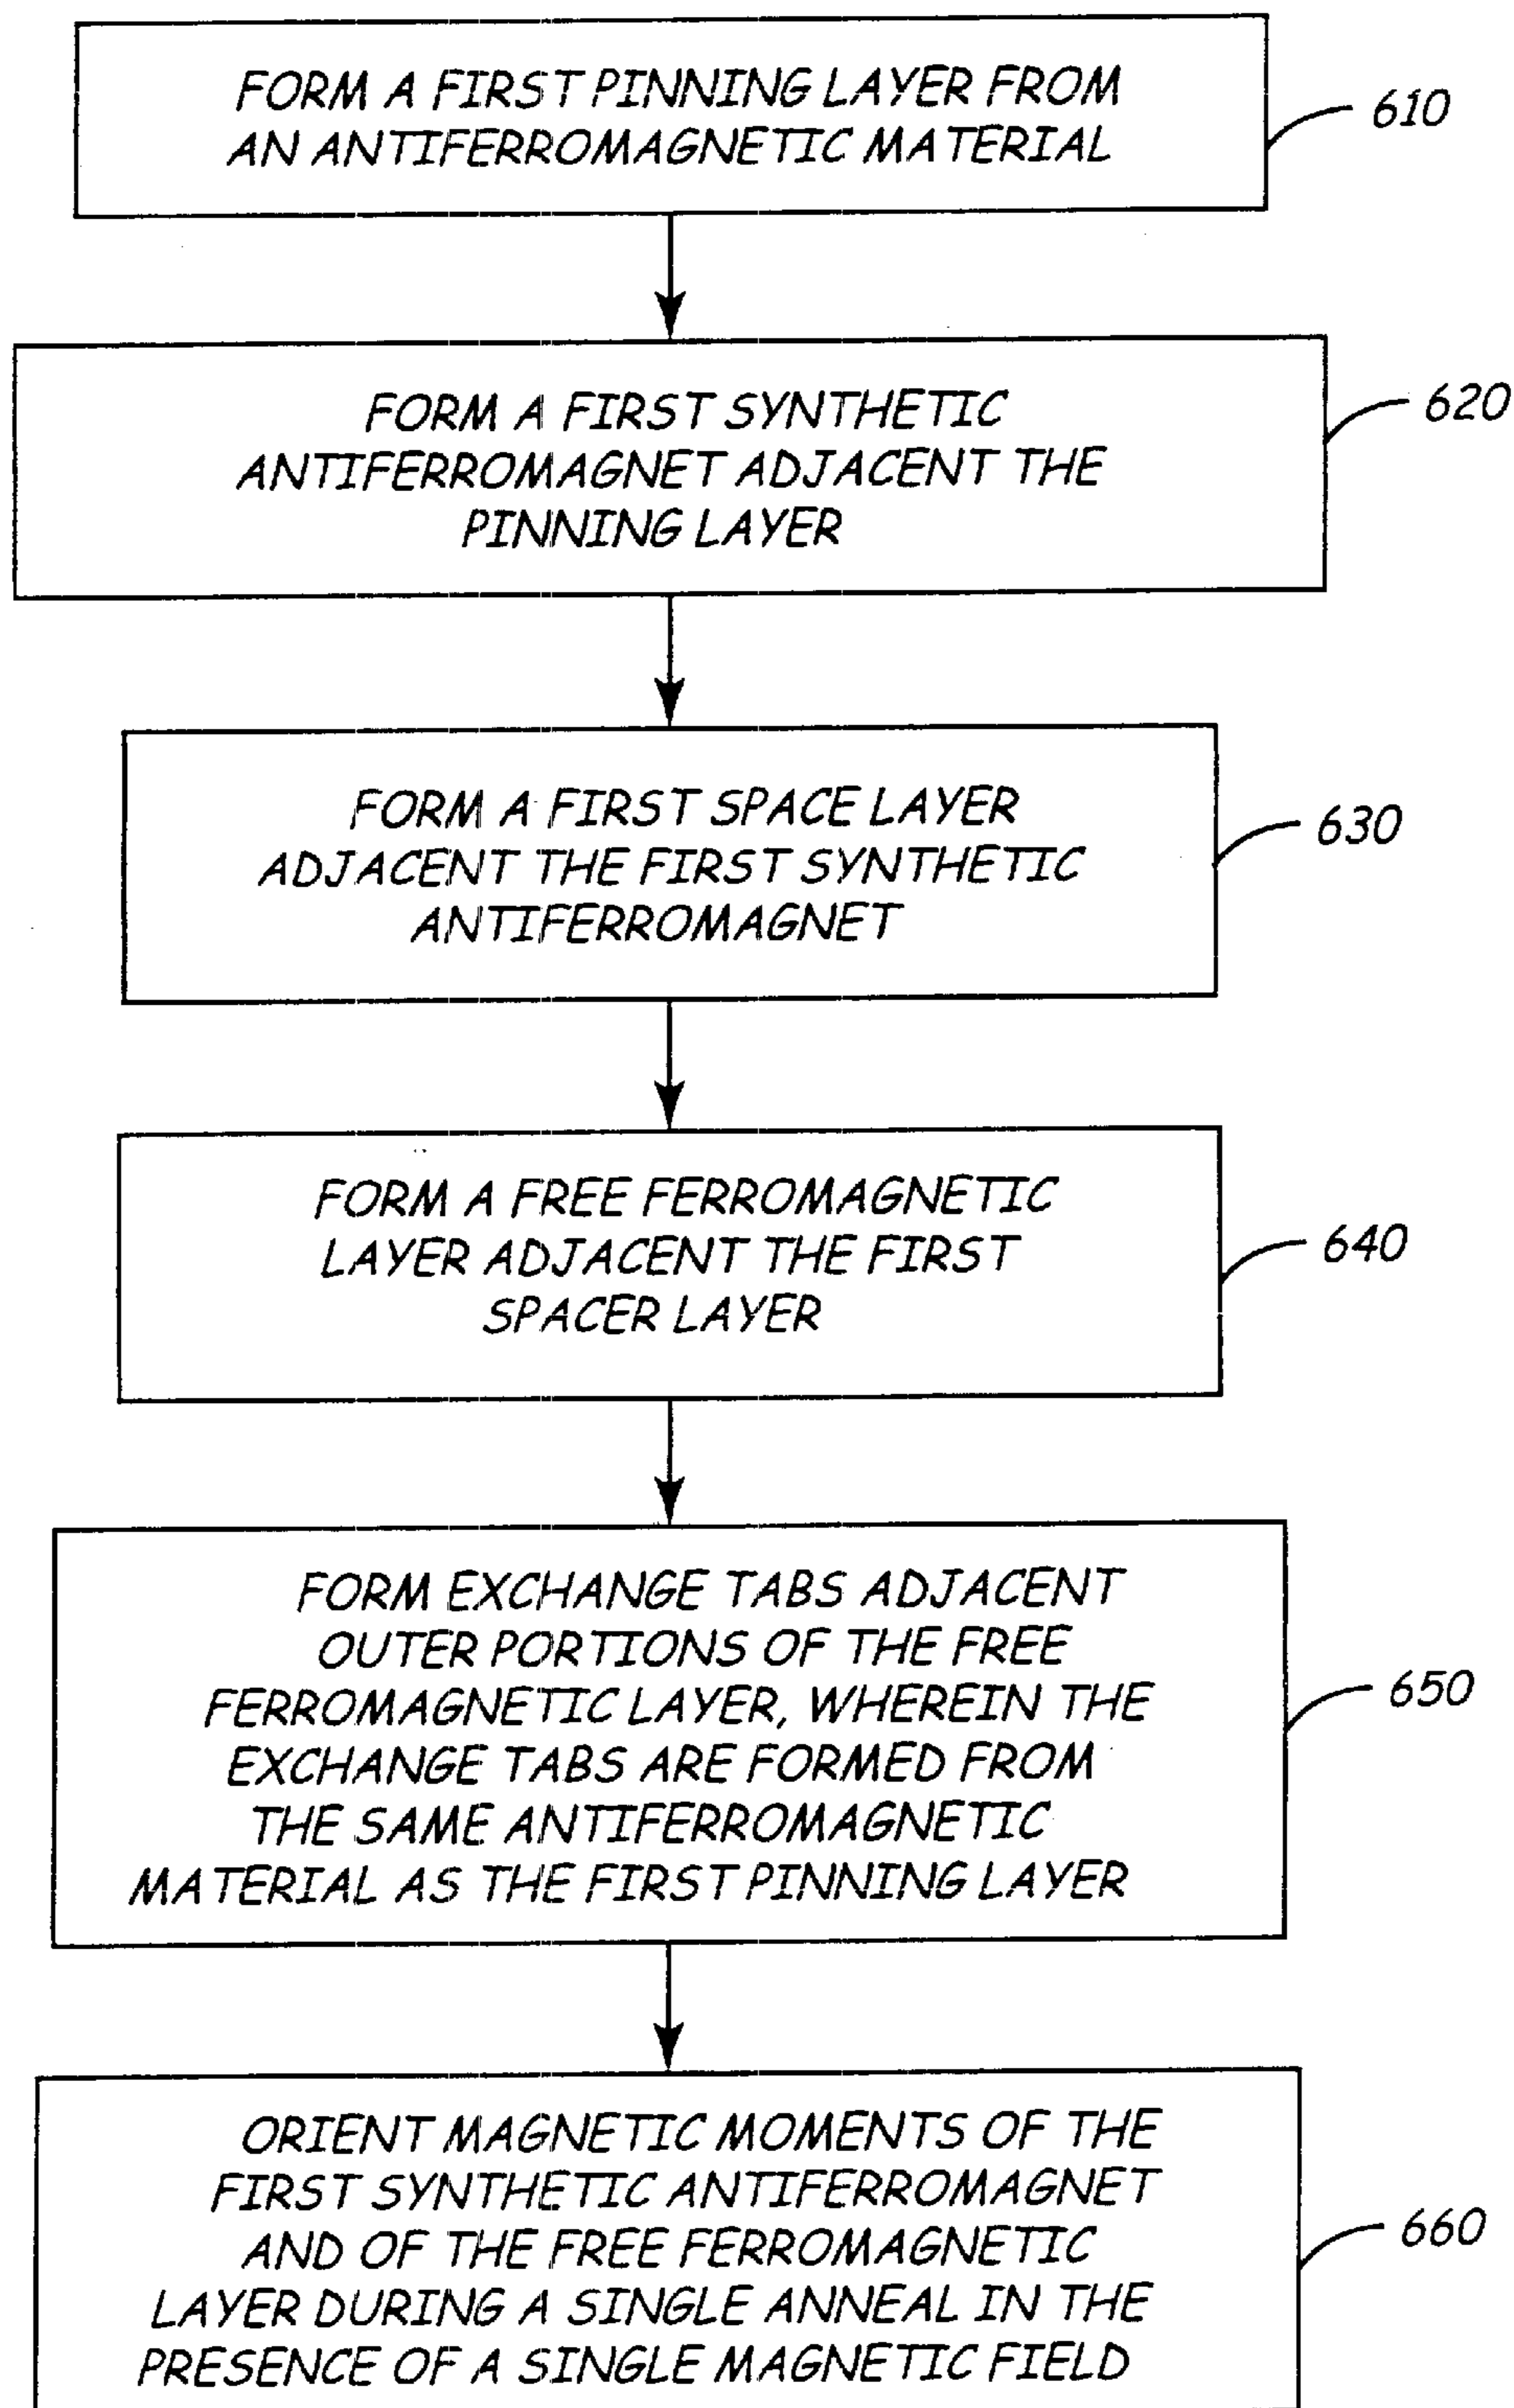 FORM A FIRST PINNING LAYER FROM
AN ANTIFERROMAGNETIC MATERIAL
610
FORM A FIRST SYNTHETIC
ANTIFERROMAGNET ADJACENT THE
PINNING LAYER
620
FORM A FIRST SPACE LAYER
ADJACENT THE FIRST SYNTHETIC
ANTIFERROMAGNET
630
FORM A FREE FERROMAGNETIC
LAYER ADJACENT THE FIRST
SPACER LAYER
640
FORM EXCHANGE TABS ADJACENT
OUTER PORTIONS OF THE FREE
FERROMAGNETIC LAYER, WHEREIN THE
EXCHANGE TABS ARE FORMED FROM
THE SAME ANTIFERROMAGNETIC
MATERIAL AS THE FIRST PINNING LAYER
650
ORIENT MAGNETIC MOMENTS OF THE
FIRST SYNTHETIC ANTIFERROMAGNET
AND OF THE FREE FERROMAGNETIC
LAYER DURING A SINGLE ANNEAL IN THE
PRESENCE OF A SINGLE MAGNETIC FIELD
660